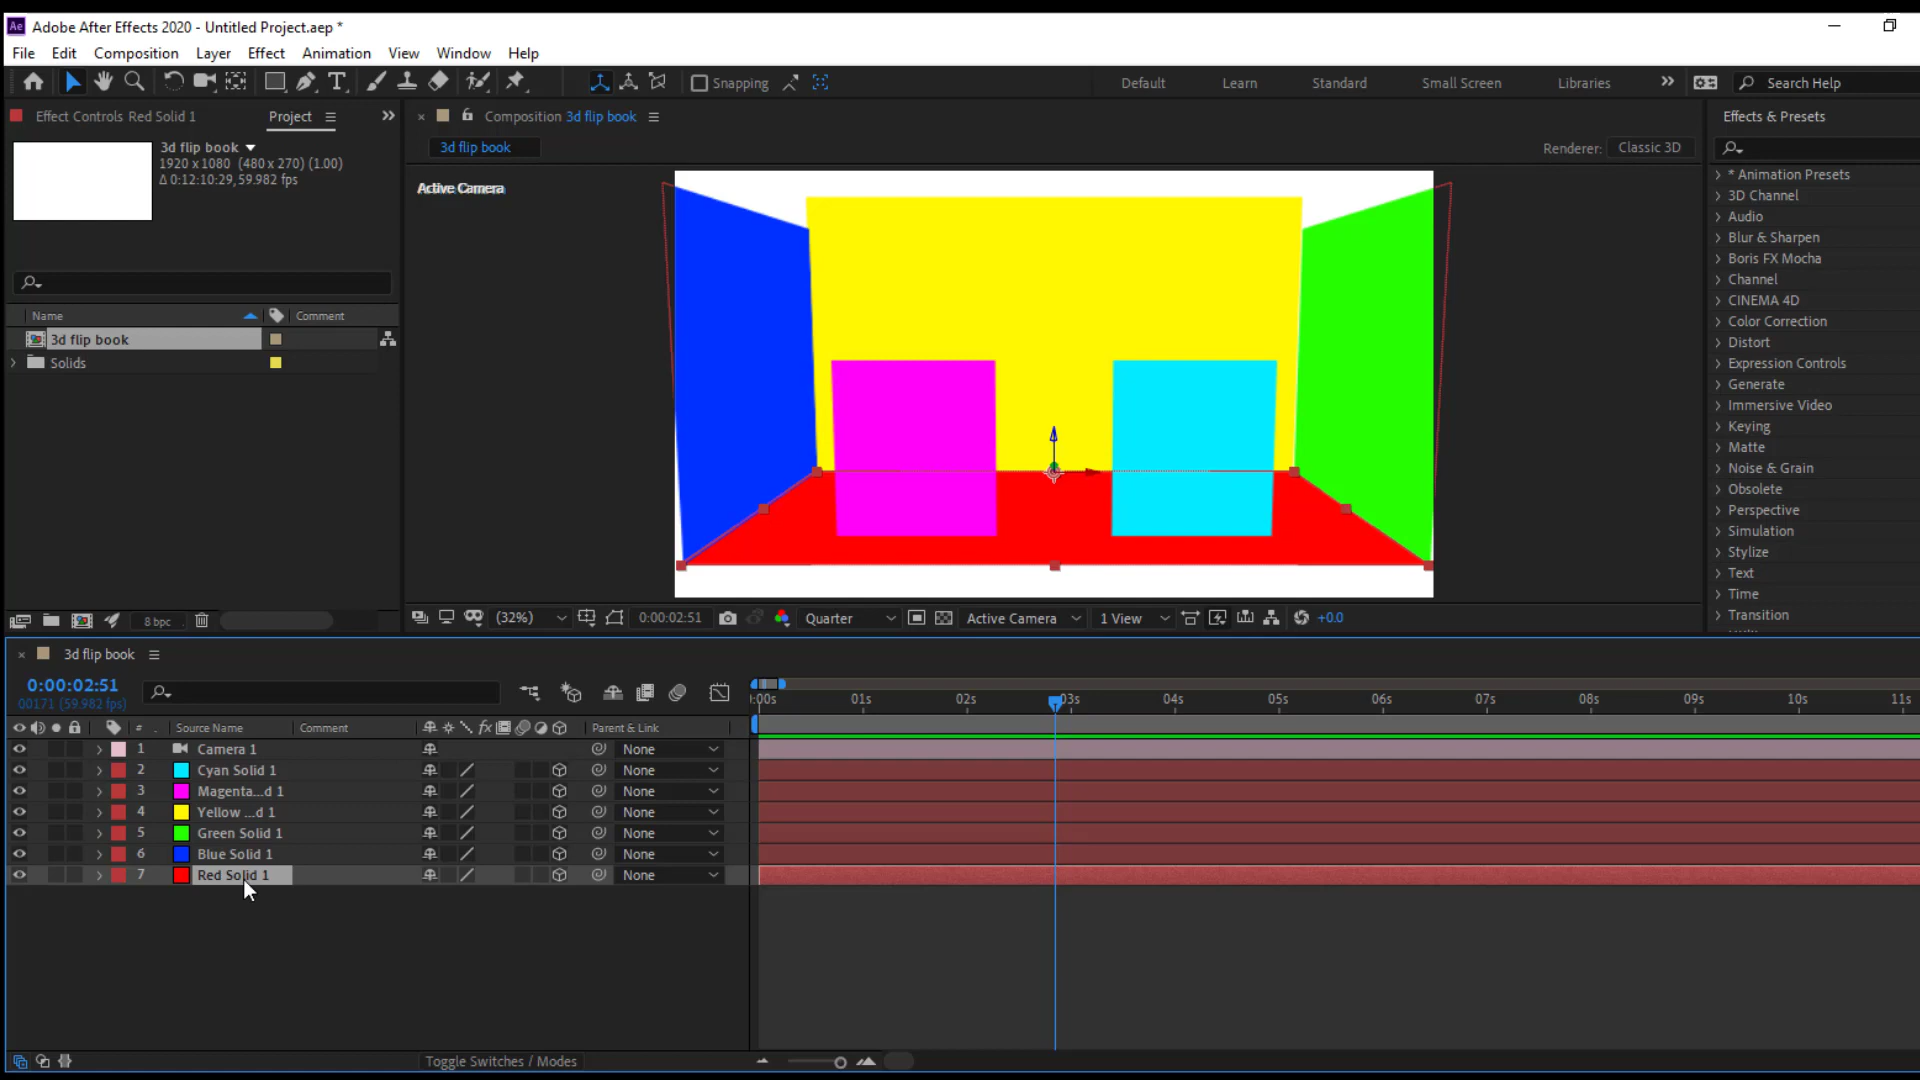 Ae Adobe After Effects 2020 - Untitled Project.aep *
File Edit Composition Layer Effect Animation View Window Help
Snapping Default Learn Standard Small Screen Libraries Search Help
Effect Controls Red Solid 1 Project
Composition 3d flip book
Effects & Presets
3d flip book
1920 x 1080 (480 x 270) (1.00)
Δ 0:12:10:29, 59.982 fps
3d flip book
Renderer: Classic 3D
Active Camera
* Animation Presets
3D Channel
Audio
Blur & Sharpen
Boris FX Mocha
Channel
CINEMA 4D
Color Correction
Distort
Expression Controls
Generate
Immersive Video
Keying
Matte
Noise & Grain
Obsolete
Perspective
Simulation
Stylize
Text
Time
Transition
Name Comment
3d flip book
Solids
8 bpc
(32%) 0:00:02:51 Quarter Active Camera 1 View +0.0
3d flip book
0:00:02:51
00171 (59.982 fps)
:00s 01s 02s 03s 04s 05s 06s 07s 08s 09s 10s 11s
# Source Name Comment fx Parent & Link
1 Camera 1 None
2 Cyan Solid 1 None
3 Magenta...d 1 None
4 Yellow ...d 1 None
5 Green Solid 1 None
6 Blue Solid 1 None
7 Red Solid 1 None
Toggle Switches / Modes